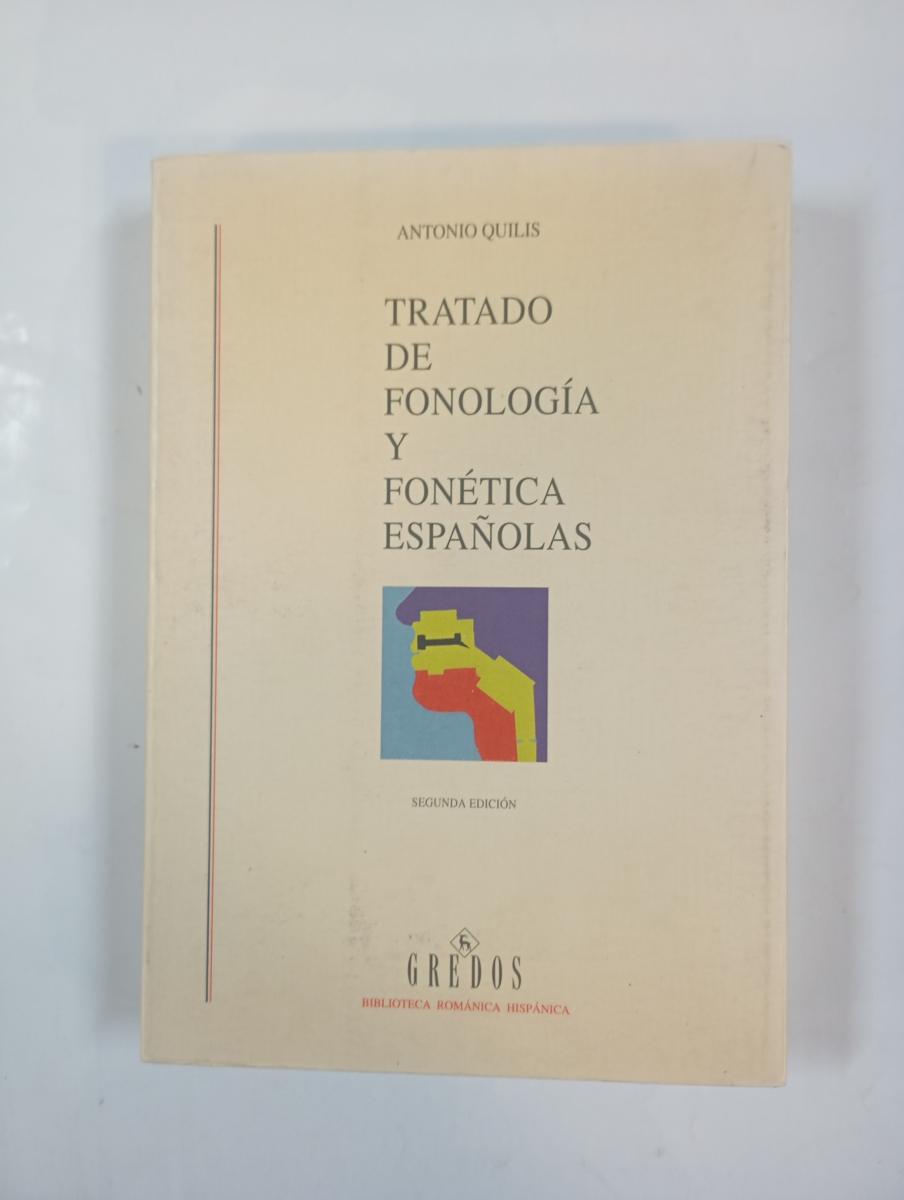 ANTONIO QUILIS
TRATADO
DE
FONOLOGÍA
Y
FONÉTICA
ESPAÑOLAS
SEGUNDA EDICIÓN
GREDOS
BIBLIOTECA ROMÁNICA HISPÁNICA